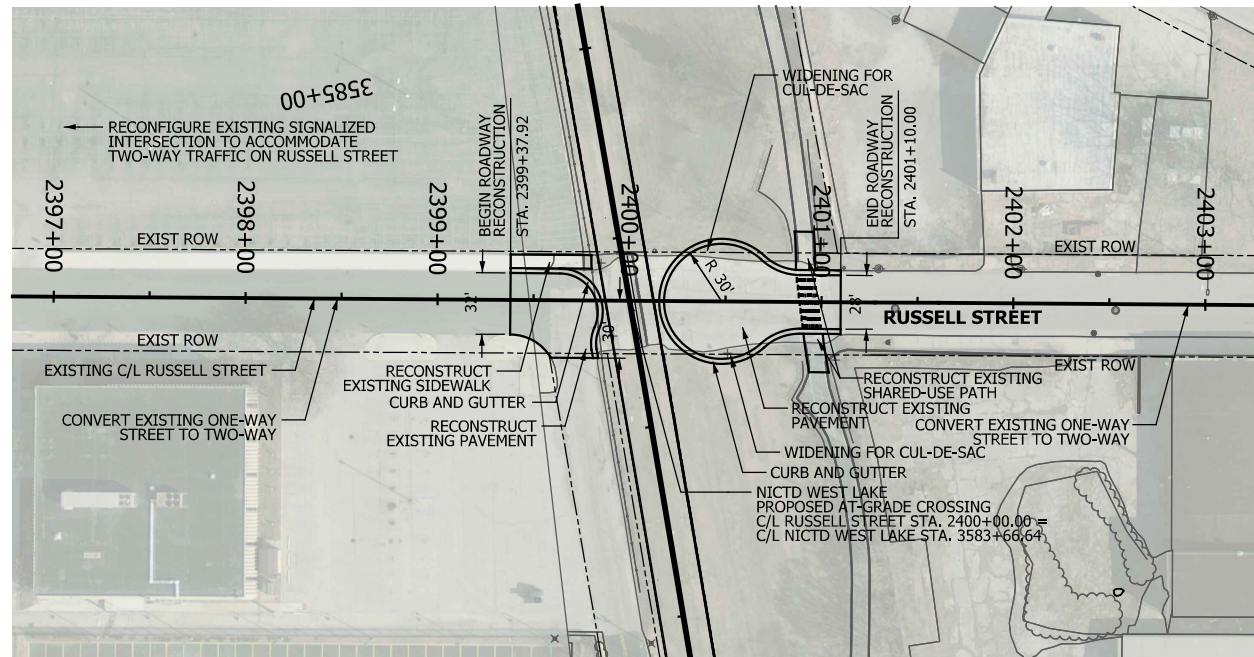 3585+00
RECONFIGURE EXISTING SIGNALIZED
INTERSECTION TO ACCOMMODATE
TWO-WAY TRAFFIC ON RUSSELL STREET
WIDENING FOR
CUL-DE-SAC
BEGIN ROADWAY
RECONSTRUCTION
STA. 2399+37.92
END ROADWAY
RECONSTRUCTION
STA. 2401+10.00
2397+00
2398+00
2399+00
2400+00
2401+00
2402+00
2403+00
EXIST ROW
EXIST ROW
R 30'
32'
30'
28'
RUSSELL STREET
EXIST ROW
EXIST ROW
EXISTING C/L RUSSELL STREET
RECONSTRUCT
EXISTING SIDEWALK
CURB AND GUTTER
RECONSTRUCT
EXISTING PAVEMENT
CONVERT EXISTING ONE-WAY
STREET TO TWO-WAY
RECONSTRUCT EXISTING
SHARED-USE PATH
RECONSTRUCT EXISTING
PAVEMENT
CONVERT EXISTING ONE-WAY
STREET TO TWO-WAY
WIDENING FOR CUL-DE-SAC
CURB AND GUTTER
NICTD WEST LAKE
PROPOSED AT-GRADE CROSSING
C/L RUSSELL STREET STA. 2400+00.00 =
C/L NICTD WEST LAKE STA. 3583+66.64